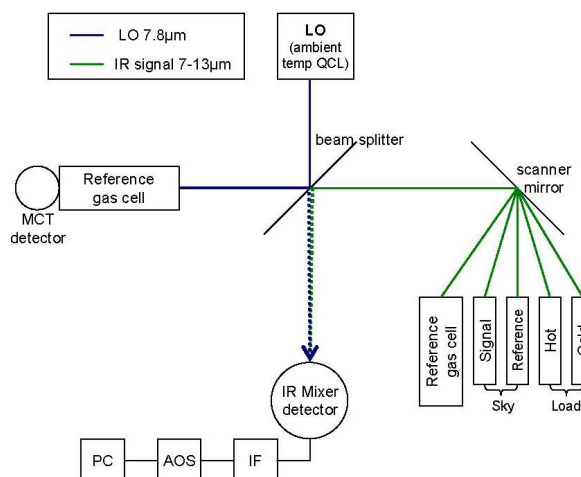 LO 7.8µm
IR signal 7-13µm
LO
(ambient
temp QCL)
beam splitter
scanner
mirror
Reference
gas cell
MCT
detector
Reference
gas cell
Signal
Reference
Hot
Sky
Load
IR Mixer
detector
PC
AOS
IF